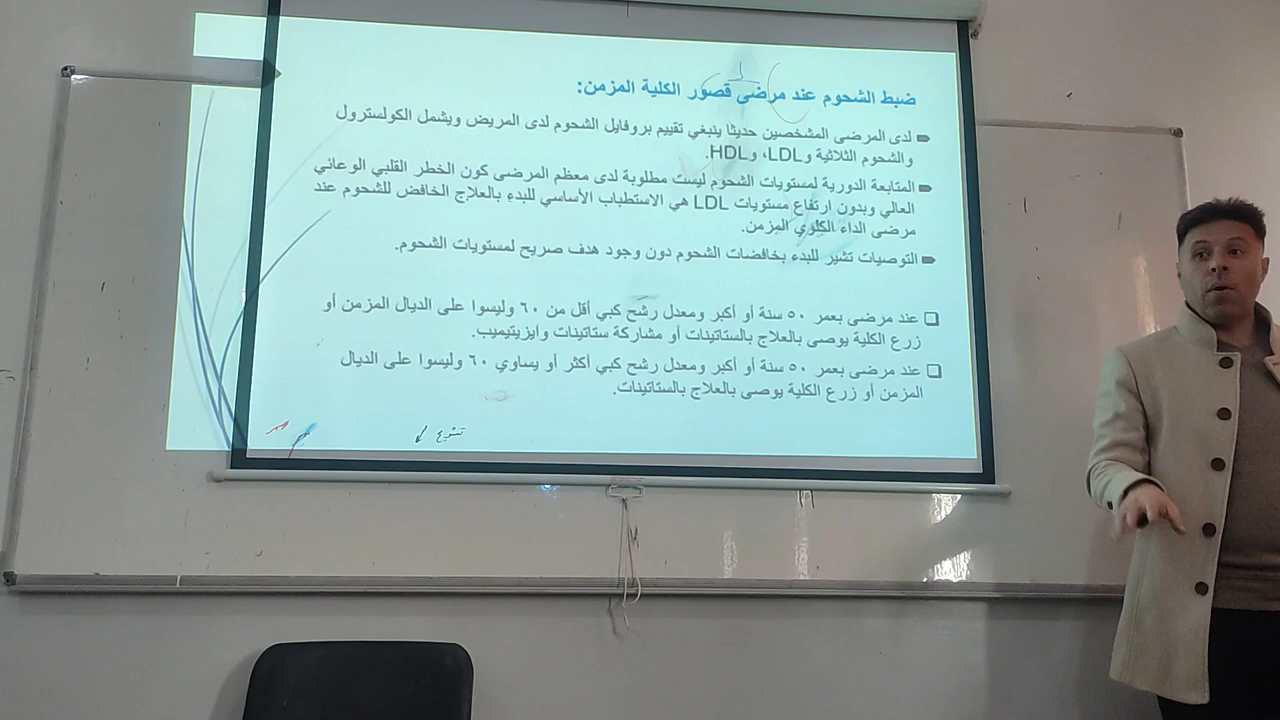 ضبط الشحوم عند مرضى قصور الكلية المزمن:
لدى المرضى المشخصين حديثا ينبغي تقييم بروفايل الشحوم لدى المريض ويشمل الكولسترول
والشحوم الثلاثية وLDL، وHDL.
المتابعة الدورية لمستويات الشحوم ليست مطلوبة لدى معظم المرضى كون الخطر القلبي الوعائي
العالي وبدون ارتفاع مستويات LDL هي الاستطباب الأساسي للبدء بالعلاج الخافض للشحوم عند
مرضى الداء الكلوي المزمن.
التوصيات تشير للبدء بخافضات الشحوم دون وجود هدف صريح لمستويات الشحوم.
عند مرضى بعمر ٥٠ سنة أو أكبر ومعدل رشح كبي أقل من ٦٠ وليسوا على الديال المزمن أو
زرع الكلية يوصى بالعلاج بالستاتينات أو مشاركة ستاتينات وايزيتيميب.
عند مرضى بعمر ٥٠ سنة أو أكبر ومعدل رشح كبي أكثر أو يساوي ٦٠ وليسوا على الديال
المزمن أو زرع الكلية يوصى بالعلاج بالستاتينات.
تشريح